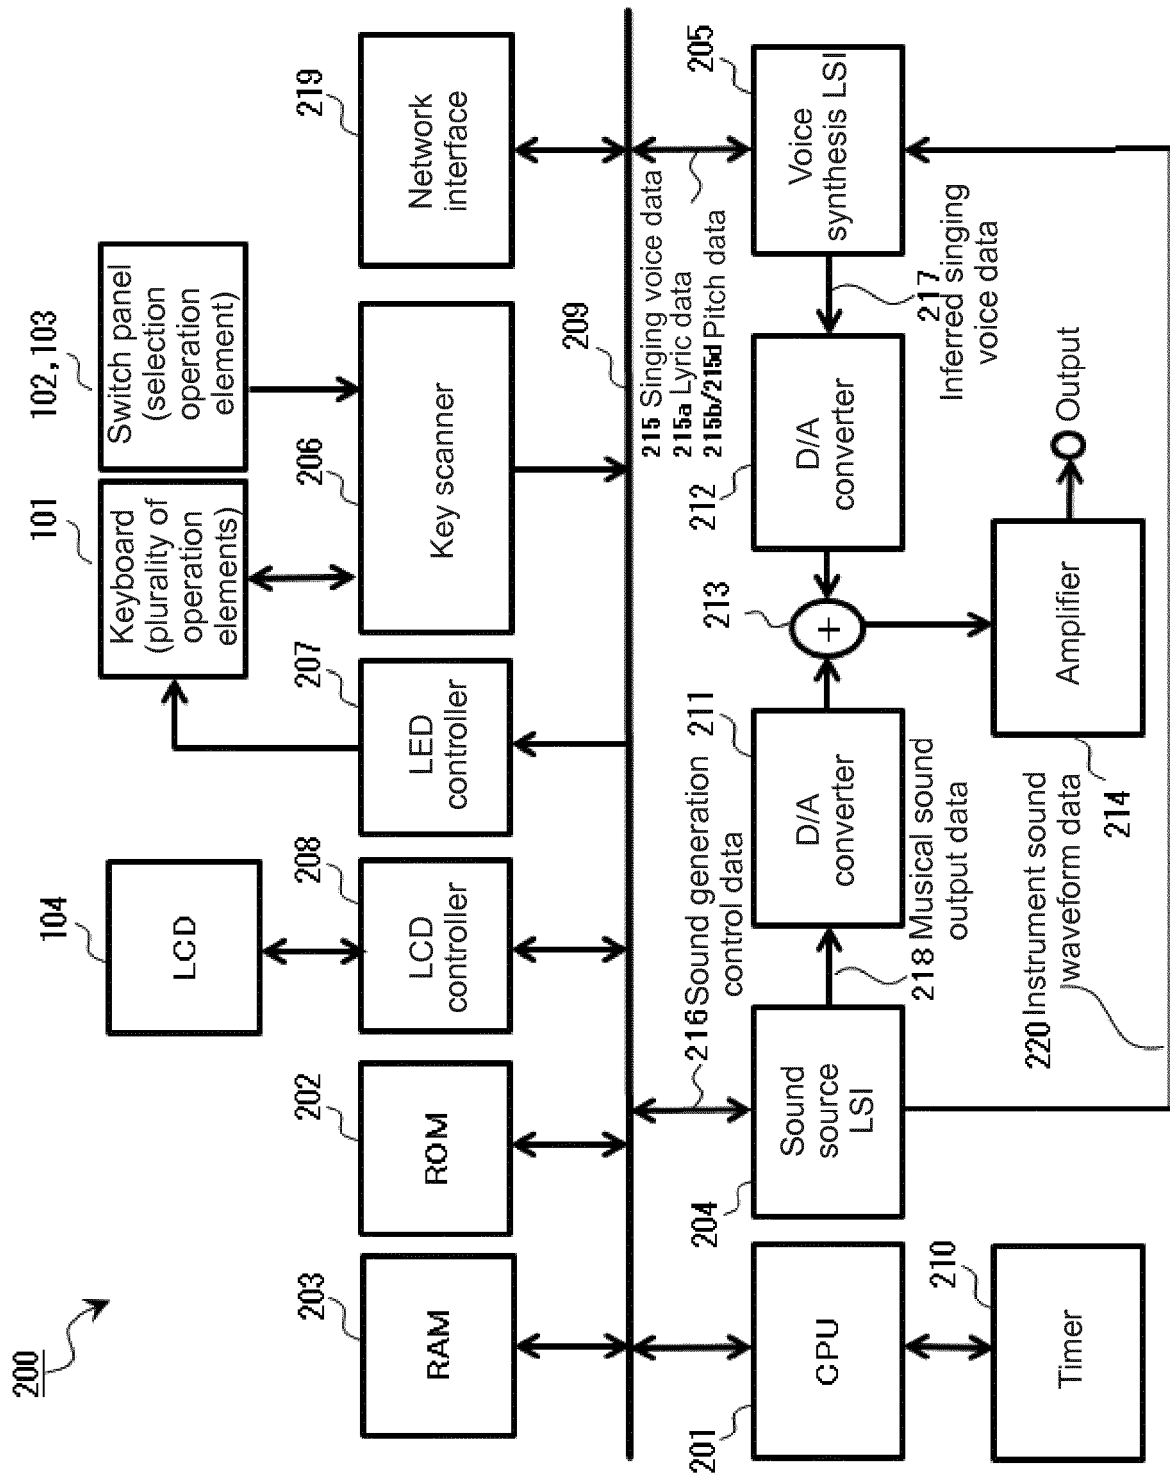 200
203
RAM
202
ROM
104
LCD
208
LCD
controller
207
LED
controller
101
Keyboard
(plurality of
operation
elements)
102, 103
Switch panel
(selection
operation
element)
206
Key scanner
219
Network
interface
209
201
CPU
210
Timer
204
Sound
source
LSI
216 Sound generation
control data
218 Musical sound
output data
211
D/A
converter
213
+
212
D/A
converter
215 Singing voice data
215a Lyric data
215b/215d Pitch data
205
Voice
synthesis LSI
217
Inferred singing
voice data
214
Amplifier
Output
220 Instrument sound
waveform data